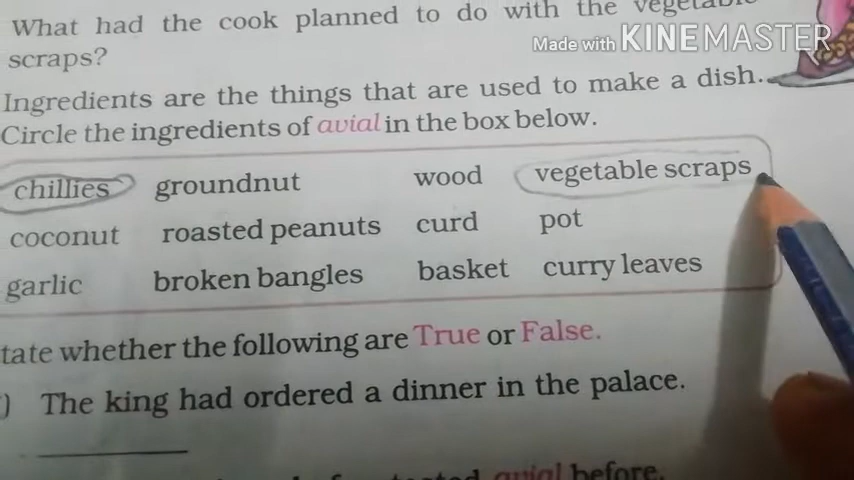 What had the cook planned to do with the vegetable
scraps?
Made with KINEMASTER
Ingredients are the things that are used to make a dish.
Circle the ingredients of avial in the box below.
chillies groundnut wood vegetable scraps
coconut roasted peanuts curd pot
garlic broken bangles basket curry leaves
tate whether the following are True or False.
) The king had ordered a dinner in the palace.
tasted avial before.